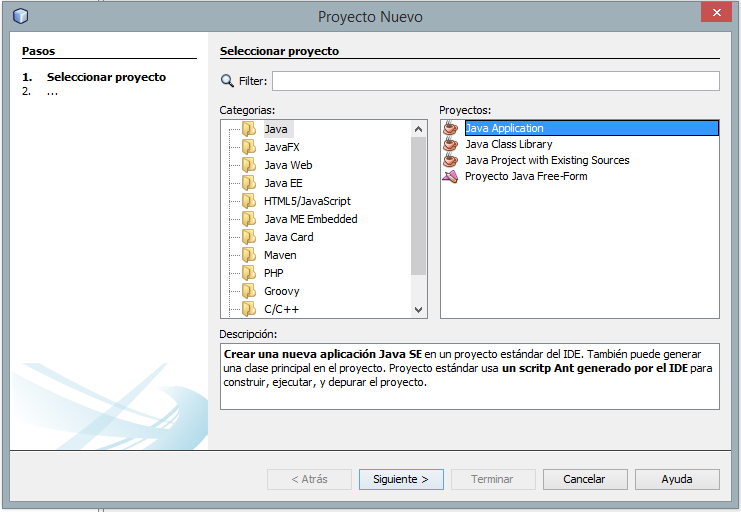 Proyecto Nuevo
Pasos
1. Seleccionar proyecto
2. ...
Seleccionar proyecto
Filter:
Categorias:
Java
JavaFX
Java Web
Java EE
HTML5/JavaScript
Java ME Embedded
Java Card
Maven
PHP
Groovy
C/C++
Proyectos:
Java Application
Java Class Library
Java Project with Existing Sources
Proyecto Java Free-Form
Descripción:
Crear una nueva aplicación Java SE en un proyecto estándar del IDE. También puede generar
una clase principal en el proyecto. Proyecto estándar usa un scritp Ant generado por el IDE para
construir, ejecutar, y depurar el proyecto.
< Atrás
Siguiente >
Terminar
Cancelar
Ayuda